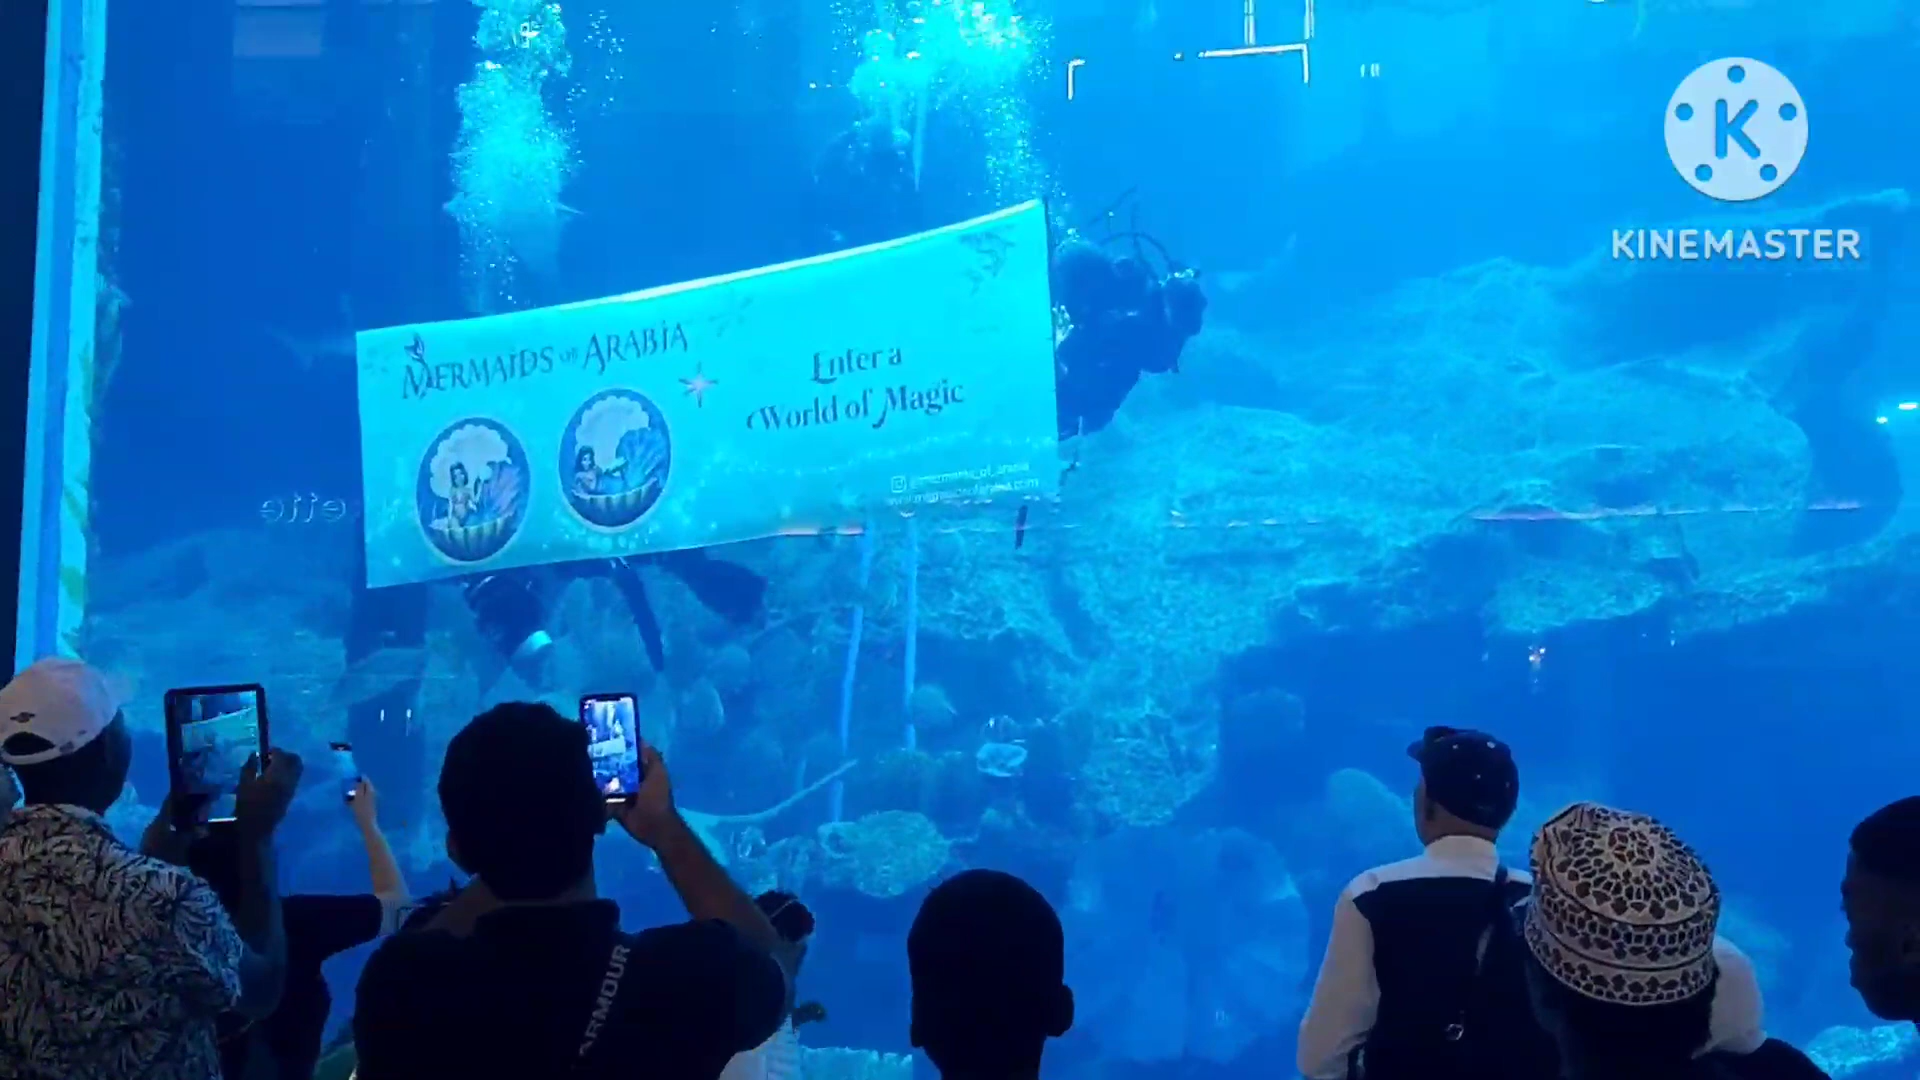 K
KINEMASTER
MERMAIDS OF ARABIA
Enter a
World of Magic
ARMOUR